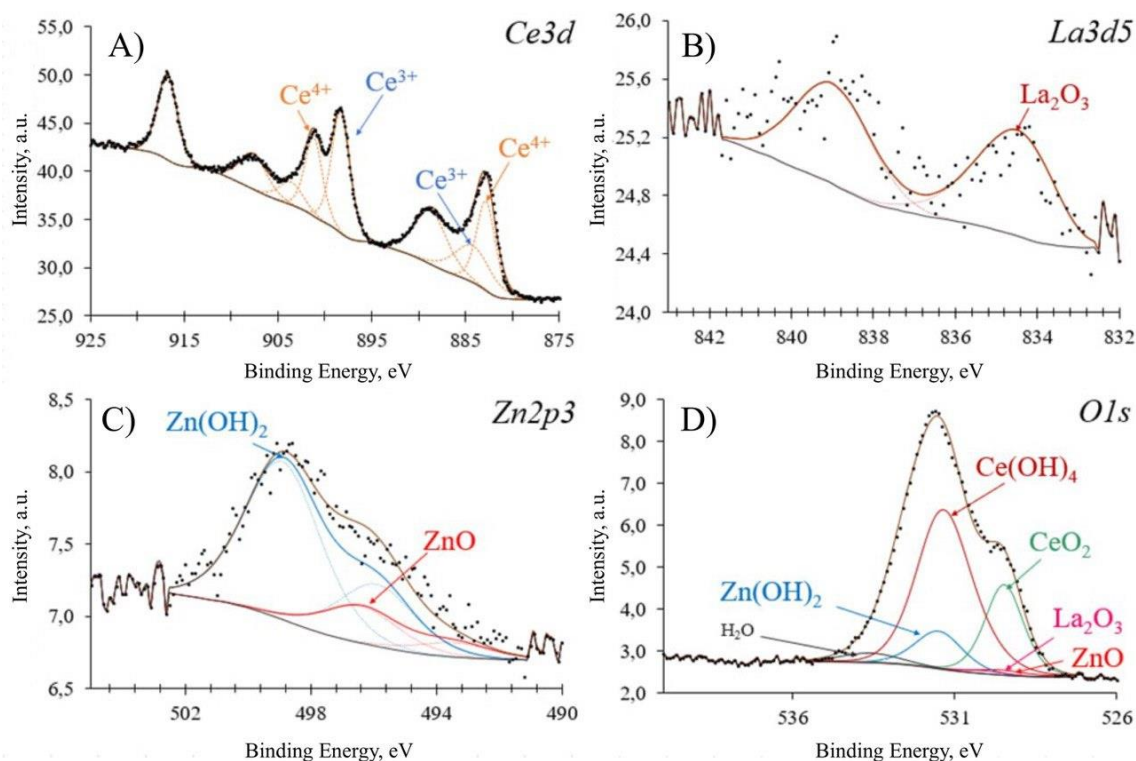 A)
Ce3d
Intensity, a.u.
55,0
50,0
45,0
40,0
35,0
30,0
25,0
Ce4+
Ce3+
Ce3+
Ce4+
925 915 905 895 885 875
Binding Energy, eV
B)
La3d5
Intensity, a.u.
26,0
25,6
25,2
24,8
24,4
24,0
La2O3
842 840 838 836 834 832
Binding Energy, eV
C)
Zn2p3
Intensity, a.u.
8,5
8,0
7,5
7,0
6,5
Zn(OH)2
ZnO
502 498 494 490
Binding Energy, eV
D)
O1s
Intensity, a.u.
9,0
8,0
7,0
6,0
5,0
4,0
3,0
2,0
Ce(OH)4
CeO2
Zn(OH)2
H2O
La2O3
ZnO
536 531 526
Binding Energy, eV